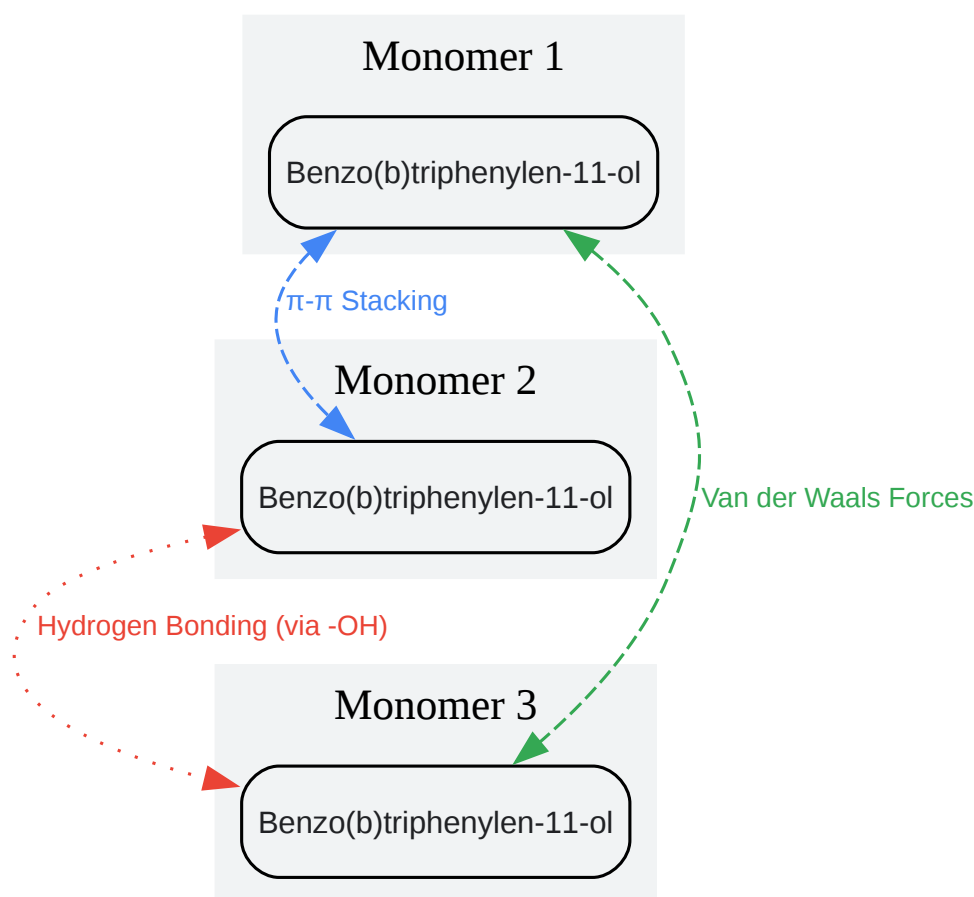 Monomer 1
Benzo(b)triphenylen-11-ol
π-π Stacking
Monomer 2
Benzo(b)triphenylen-11-ol
Van der Waals Forces
Hydrogen Bonding (via -OH)
Monomer 3
Benzo(b)triphenylen-11-ol